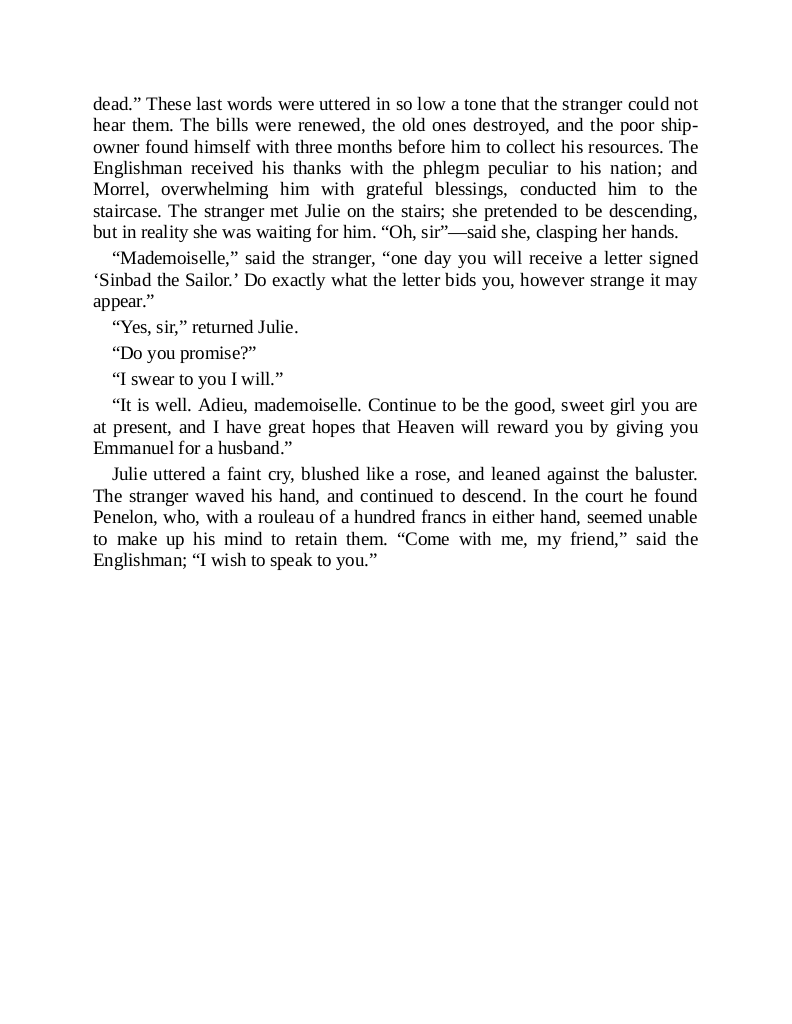 dead.” These last words were uttered in so low a tone that the stranger could not
hear them. The bills were renewed, the old ones destroyed, and the poor ship-
owner found himself with three months before him to collect his resources. The
Englishman received his thanks with the phlegm peculiar to his nation; and
Morrel, overwhelming him with grateful blessings, conducted him to the
staircase. The stranger met Julie on the stairs; she pretended to be descending,
but in reality she was waiting for him. “Oh, sir”—said she, clasping her hands.
“Mademoiselle,” said the stranger, “one day you will receive a letter signed
‘Sinbad the Sailor.’ Do exactly what the letter bids you, however strange it may
appear.”
“Yes, sir,” returned Julie.
“Do you promise?”
“I swear to you I will.”
“It is well. Adieu, mademoiselle. Continue to be the good, sweet girl you are
at present, and I have great hopes that Heaven will reward you by giving you
Emmanuel for a husband.”
Julie uttered a faint cry, blushed like a rose, and leaned against the baluster.
The stranger waved his hand, and continued to descend. In the court he found
Penelon, who, with a rouleau of a hundred francs in either hand, seemed unable
to make up his mind to retain them. “Come with me, my friend,” said the
Englishman; “I wish to speak to you.”